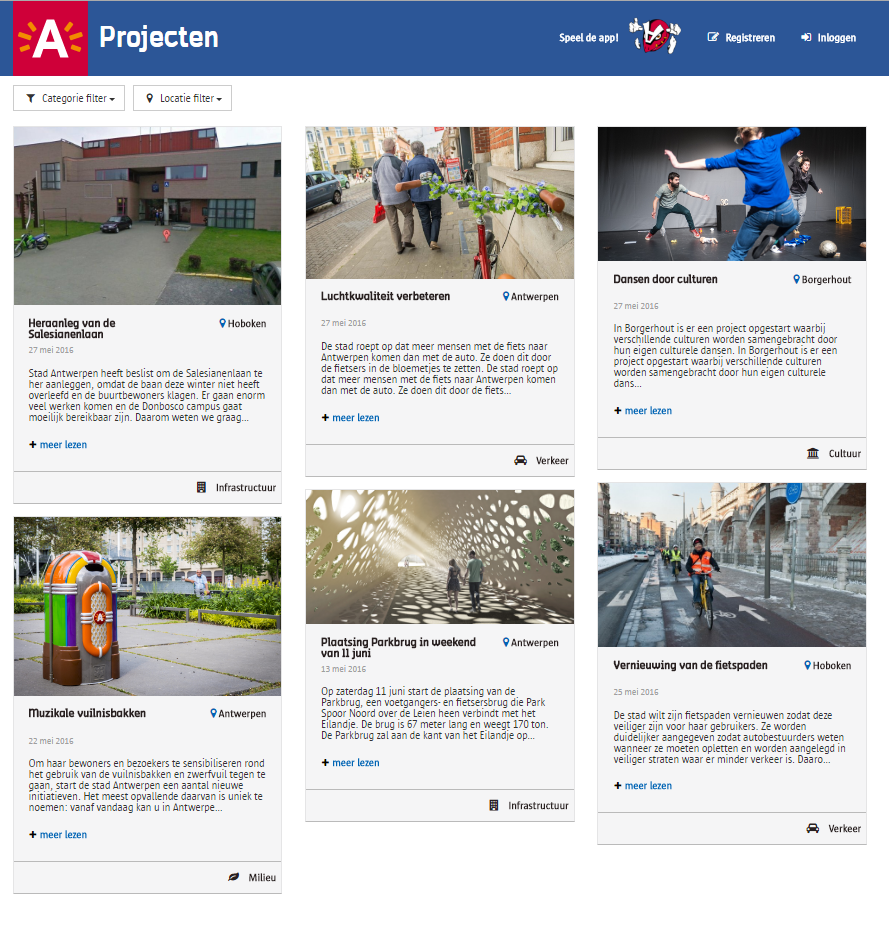 A
Projecten
Speel de app!
Registreren
Inloggen
Categorie filter
Locatie filter
Heraanleg van de
Salesianenlaan
Hoboken
27 mei 2016
Stad Antwerpen heeft beslist om de Salesianenlaan te
her aanleggen, omdat de baan deze winter niet heeft
overleefd en de buurtbewoners klagen. Er gaan enorm
veel werken komen en de Donbosco campus gaat
moeilijk bereikbaar zijn. Daarom weten we graag...
meer lezen
Infrastructuur
Muzikale vuilnisbakken
Antwerpen
22 mei 2016
Om haar bewoners en bezoekers te sensibiliseren rond
het gebruik van de vuilnisbakken en zwerfvuil tegen te
gaan, start de stad Antwerpen een aantal nieuwe
initiatieven. Het meest opvallende daarvan is uniek te
noemen: vanaf vandaag kan u in Antwerpe...
meer lezen
Milieu
Luchtkwaliteit verbeteren
Antwerpen
27 mei 2016
De stad roept op dat meer mensen met de fiets naar
Antwerpen komen dan met de auto. Ze doen dit door
de fietsers in de bloemetjes te zetten. De stad roept op
dat meer mensen met de fiets naar Antwerpen komen
dan met de auto. Ze doen dit door de fiets...
meer lezen
Verkeer
Plaatsing Parkbrug in weekend
van 11 juni
Antwerpen
13 mei 2016
Op zaterdag 11 juni start de plaatsing van de
Parkbrug, een voetgangers- en fietsersbrug die Park
Spoor Noord over de Leien heen verbindt met het
Eilandje. De brug is 67 meter lang en weegt 170 ton.
De Parkbrug zal aan de kant van het Eilandje op...
meer lezen
Infrastructuur
Dansen door culturen
Borgerhout
27 mei 2016
In Borgerhout is er een project opgestart waarbij
verschillende culturen worden samengebracht door
hun eigen culturele dansen. In Borgerhout is er een
project opgestart waarbij verschillende culturen
worden samengebracht door hun eigen culturele
dans...
meer lezen
Cultuur
Vernieuwing van de fietspaden
Hoboken
25 mei 2016
De stad wilt zijn fietspaden vernieuwen zodat deze
veiliger zijn voor haar gebruikers. Ze worden
duidelijker aangegeven zodat autobestuurders weten
wanneer ze moeten opletten en worden aangelegd in
veiliger straten waar er minder verkeer is. Daaro...
meer lezen
Verkeer